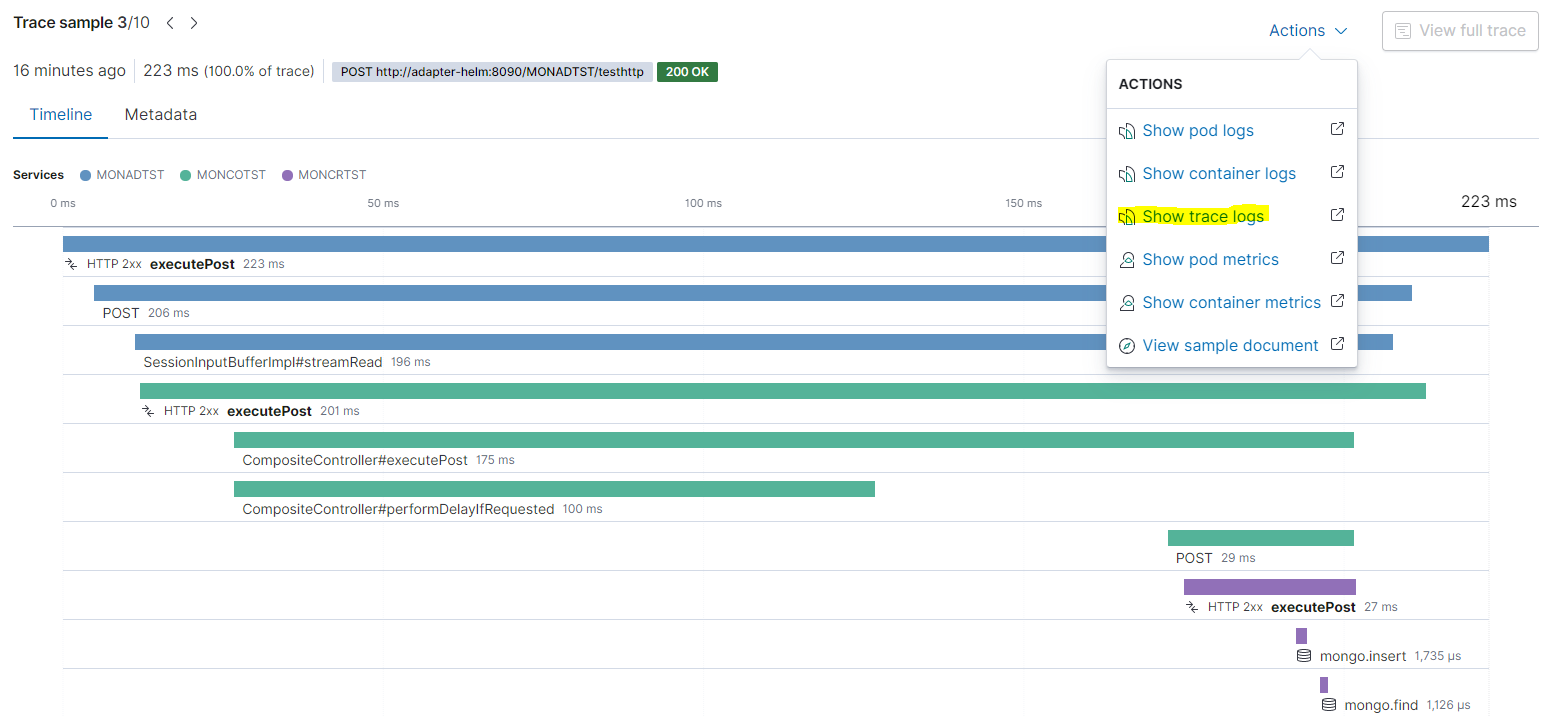 Trace sample 3/10
Actions
View full trace
16 minutes ago 223 ms (100.0% of trace) POST http://adapter-helm:8090/MONADTST/testhttp 200 OK
ACTIONS
Show pod logs
Show container logs
Show trace logs
Show pod metrics
Show container metrics
View sample document
Timeline Metadata
Services MONADTST MONCOTST MONCRTST
0 ms 50 ms 100 ms 150 ms 223 ms
HTTP 2xx executePost 223 ms
POST 206 ms
SessionInputBufferImpl#streamRead 196 ms
HTTP 2xx executePost 201 ms
CompositeController#executePost 175 ms
CompositeController#performDelayIfRequested 100 ms
POST 29 ms
HTTP 2xx executePost 27 ms
mongo.insert 1,735 μs
mongo.find 1,126 μs